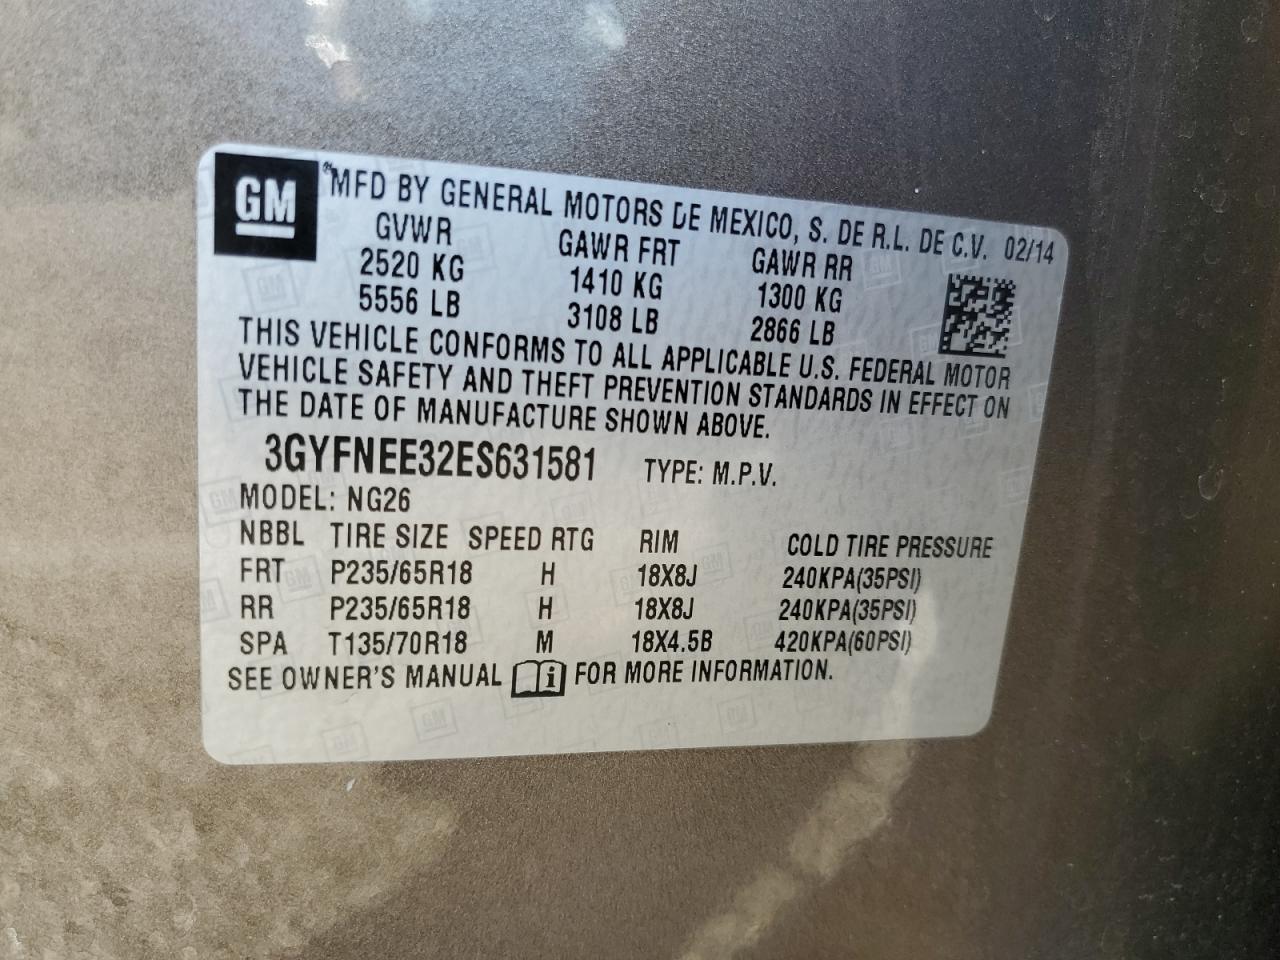 GM
MFD BY GENERAL MOTORS DE MEXICO, S. DE R.L. DE C.V. 02/14
GVWR GAWR FRT GAWR RR
2520 KG 1410 KG 1300 KG
5556 LB 3108 LB 2866 LB
THIS VEHICLE CONFORMS TO ALL APPLICABLE U.S. FEDERAL MOTOR
VEHICLE SAFETY AND THEFT PREVENTION STANDARDS IN EFFECT ON
THE DATE OF MANUFACTURE SHOWN ABOVE.
3GYFNEE32ES631581 TYPE: M.P.V.
MODEL: NG26
NBBL TIRE SIZE SPEED RTG RIM COLD TIRE PRESSURE
FRT P235/65R18 H 18X8J 240KPA(35PSI)
RR P235/65R18 H 18X8J 240KPA(35PSI)
SPA T135/70R18 M 18X4.5B 420KPA(60PSI)
SEE OWNER'S MANUAL i FOR MORE INFORMATION.